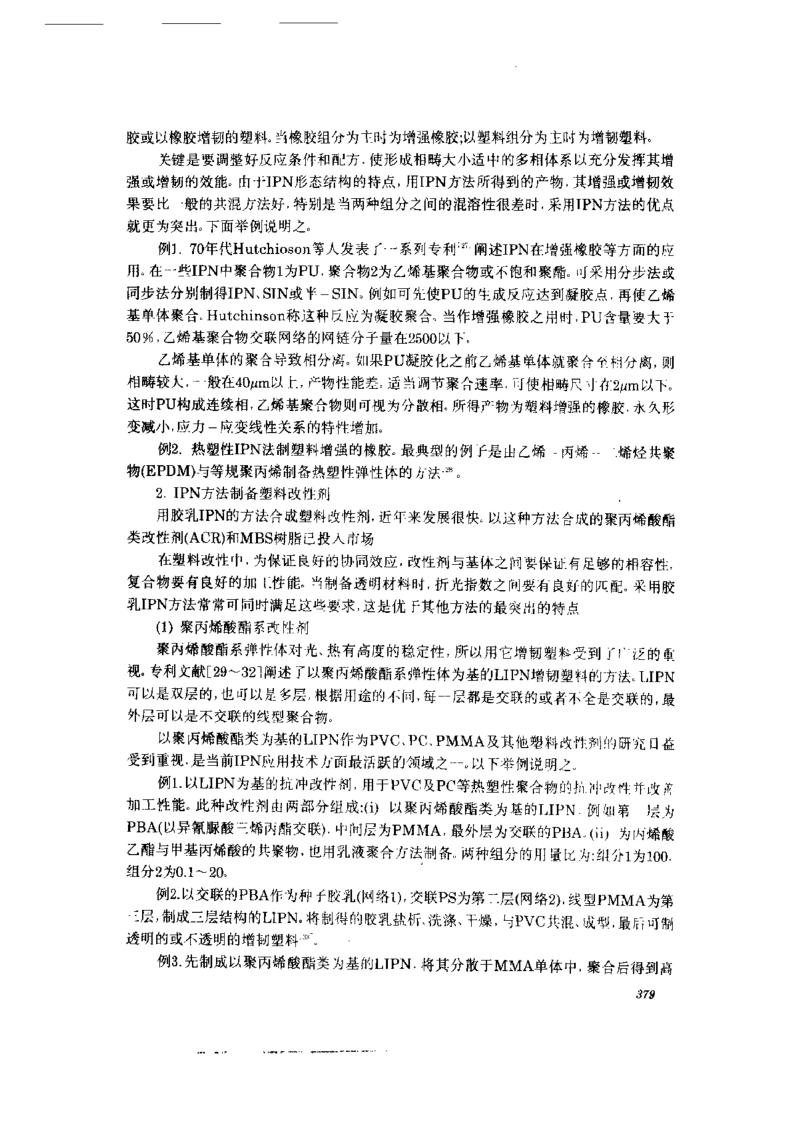 胶或以橡胶增韧的塑料。当橡胶组分为主时为增强橡胶;以塑料组分为主时为增韧塑料。
关键是要调整好反应条件和配方,使形成相畴大小适中的多相体系以充分发挥其增
强或增韧的效能。由于IPN形态结构的特点,用IPN方法所得到的产物,其增强或增韧效
果要比一般的共混方法好,特别是当两种组分之间的混溶性很差时,采用IPN方法的优点
就更为突出。下面举例说明之。
例1. 70年代Hutchioson等人发表了一系列专利 阐述IPN在增强橡胶等方面的应
用。在一些IPN中聚合物1为PU,聚合物2为乙烯基聚合物或不饱和聚酯。可采用分步法或
同步法分别制得IPN、SIN或半-SIN。例如可先使PU的生成反应达到凝胶点,再使乙烯
基单体聚合。Hutchinson称这种反应为凝胶聚合。当作增强橡胶之用时,PU含量要大于
50%,乙烯基聚合物交联网络的网链分子量在2500以下。
乙烯基单体的聚合导致相分离。如果PU凝胶化之前乙烯基单体就聚合至相分离,则
相畴较大,一般在40μm以上,产物性能差。适当调节聚合速率,可使相畴尺寸在2μm以下。
这时PU构成连续相,乙烯基聚合物则可视为分散相。所得产物为塑料增强的橡胶,永久形
变减小,应力-应变线性关系的特性增加。
例2. 热塑性IPN法制塑料增强的橡胶。最典型的例子是由乙烯-丙烯-二烯烃共聚
物(EPDM)与等规聚丙烯制备热塑性弹性体的方法[28]。
2. IPN方法制备塑料改性剂
用胶乳IPN的方法合成塑料改性剂,近年来发展很快。以这种方法合成的聚丙烯酸酯
类改性剂(ACR)和MBS树脂已投入市场
在塑料改性中,为保证良好的协同效应,改性剂与基体之间要保证有足够的相容性,
复合物要有良好的加工性能。当制备透明材料时,折光指数之间要有良好的匹配。采用胶
乳IPN方法常常可同时满足这些要求,这是优于其他方法的最突出的特点
(1) 聚丙烯酸酯系改性剂
聚丙烯酸酯系弹性体对光、热有高度的稳定性,所以用它增韧塑料受到了广泛的重
视。专利文献[29~32]阐述了以聚丙烯酸酯系弹性体为基的LIPN增韧塑料的方法。LIPN
可以是双层的,也可以是多层,根据用途的不同,每一层都是交联的或者不全是交联的,最
外层可以是不交联的线型聚合物。
以聚丙烯酸酯类为基的LIPN作为PVC、PC、PMMA及其他塑料改性剂的研究日益
受到重视,是当前IPN应用技术方面最活跃的领域之一。以下举例说明之。
例1.以LIPN为基的抗冲改性剂,用于PVC及PC等热塑性聚合物的抗冲改性并改善
加工性能。此种改性剂由两部分组成:(i) 以聚丙烯酸酯类为基的LIPN,例如第一层为
PBA(以异氰脲酸三烯丙酯交联),中间层为PMMA,最外层为交联的PBA。(ii) 为丙烯酸
乙酯与甲基丙烯酸的共聚物,也用乳液聚合方法制备。两种组分的用量比为:组分1为100,
组分2为0.1~20。
例2.以交联的PBA作为种子胶乳(网络1),交联PS为第二层(网络2),线型PMMA为第
三层,制成三层结构的LIPN。将制得的胶乳盐析、洗涤、干燥,与PVC共混、成型,最后可制
透明的或不透明的增韧塑料 。
例3.先制成以聚丙烯酸酯类为基的LIPN,将其分散于MMA单体中,聚合后得到高
379